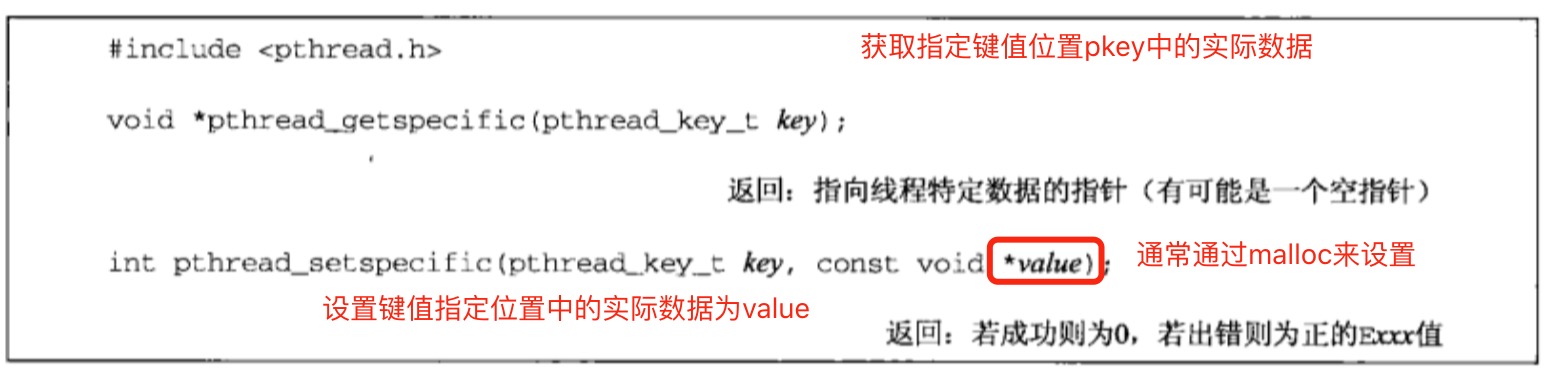 #include <pthread.h>
获取指定键值位置pkey中的实际数据
void *pthread_getspecific(pthread_key_t key);
返回：指向线程特定数据的指针（有可能是一个空指针）
int pthread_setspecific(pthread_key_t key, const void *value);
通常通过malloc来设置
设置键值指定位置中的实际数据为value
返回：若成功则为0，若出错则为正的Exxx值